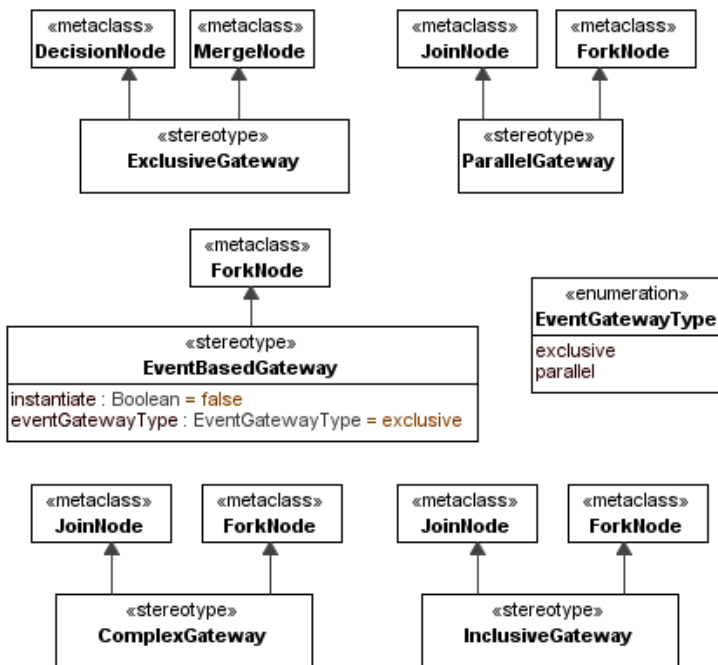 «metaclass»
DecisionNode
«metaclass»
MergeNode
«stereotype»
ExclusiveGateway
«metaclass»
JoinNode
«metaclass»
ForkNode
«stereotype»
ParallelGateway
«metaclass»
ForkNode
«stereotype»
EventBasedGateway
instantiate : Boolean = false
eventGatewayType : EventGatewayType = exclusive
«enumeration»
EventGatewayType
exclusive
parallel
«metaclass»
JoinNode
«metaclass»
ForkNode
«stereotype»
ComplexGateway
«metaclass»
JoinNode
«metaclass»
ForkNode
«stereotype»
InclusiveGateway